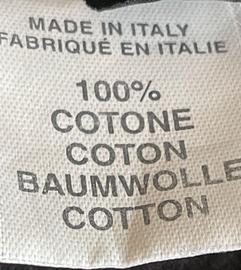 MADE IN ITALY
FABRIQUÉ EN ITALIE
100%
COTONE
COTON
BAUMWOLLE
COTTON